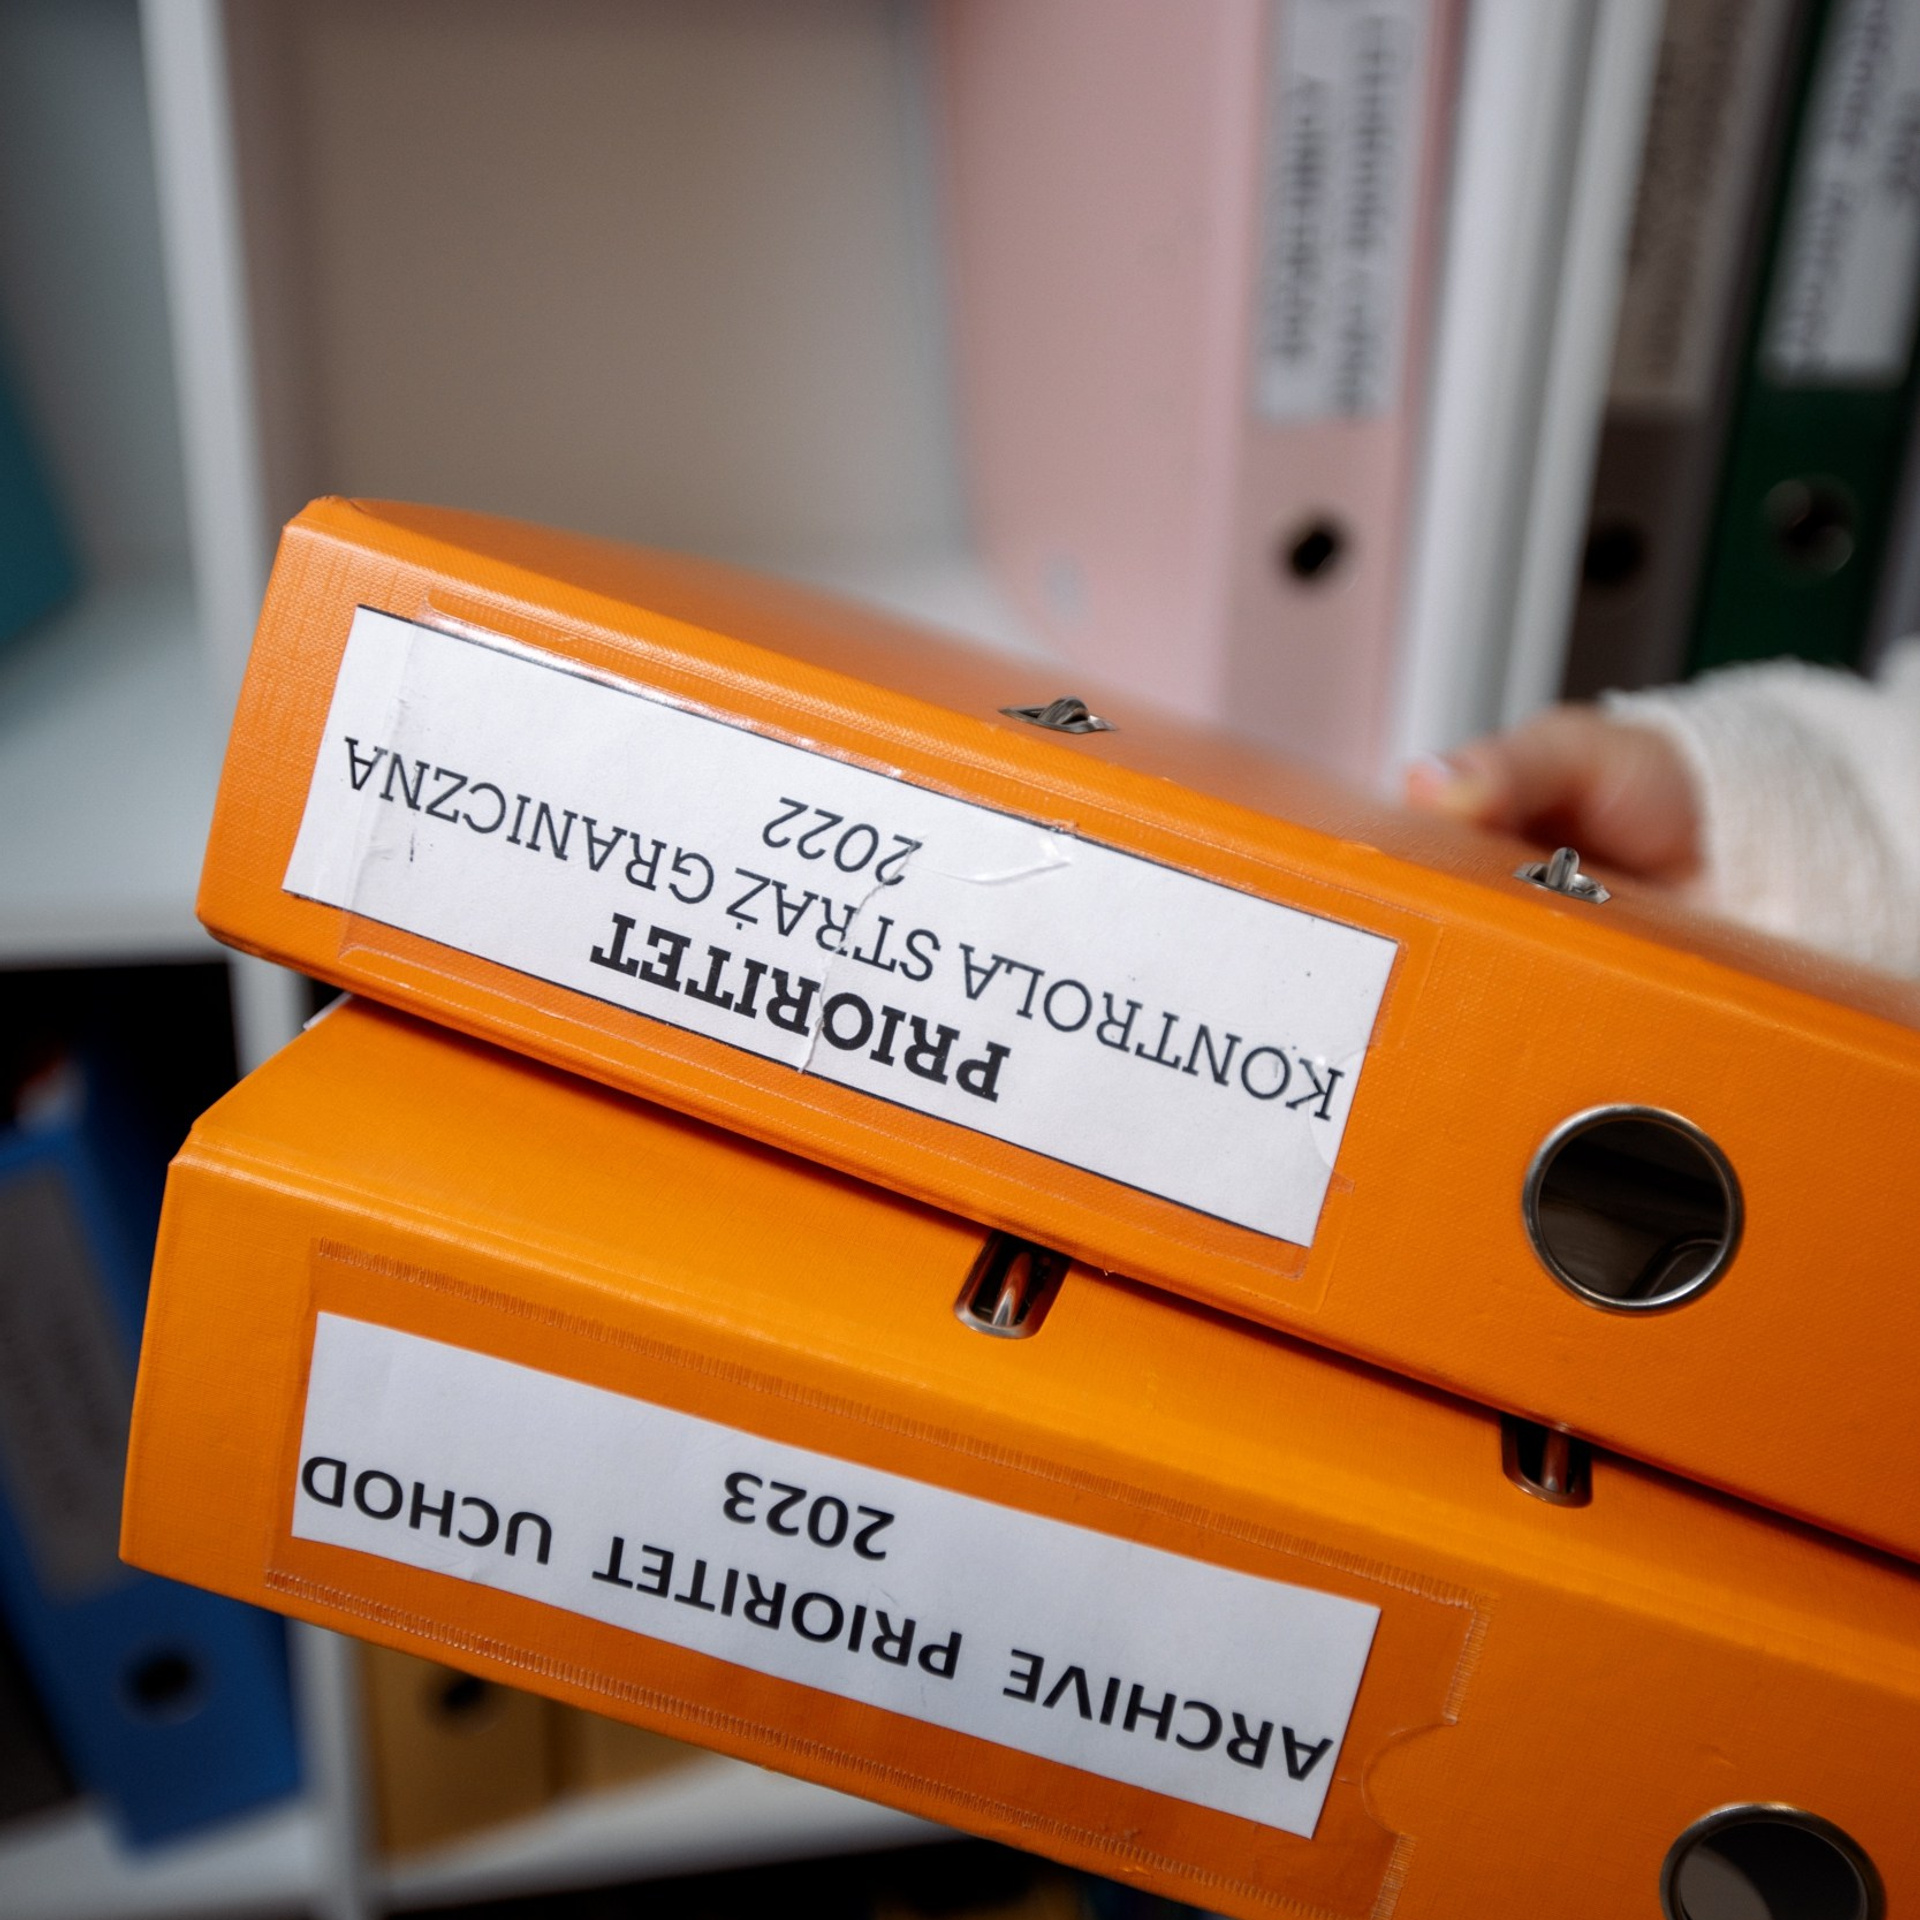 PRIORITET
KONTROLA STRAŻ GRANICZNA
2022
ARCHIVE PRIORITET UCHOD
2023